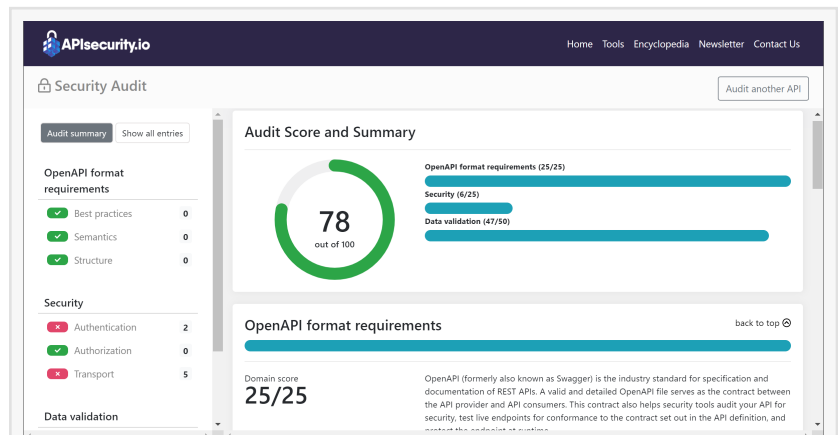 APIsecurity.io
Home Tools Encyclopedia Newsletter Contact Us
Security Audit
Audit another API
Audit summary Show all entries
OpenAPI format
requirements
Best practices 0
Semantics 0
Structure 0
Security
Authentication 2
Authorization 0
Transport 5
Data validation
Audit Score and Summary
78
out of 100
OpenAPI format requirements (25/25)
Security (6/25)
Data validation (47/50)
OpenAPI format requirements
back to top
Domain score
25/25
OpenAPI (formerly also known as Swagger) is the industry standard for specification and
documentation of REST APIs. A valid and detailed OpenAPI file serves as the contract between
the API provider and API consumers. This contract also helps security tools audit your API for
security, test live endpoints for conformance to the contract set out in the API definition, and
protect the endpoint at runtime.